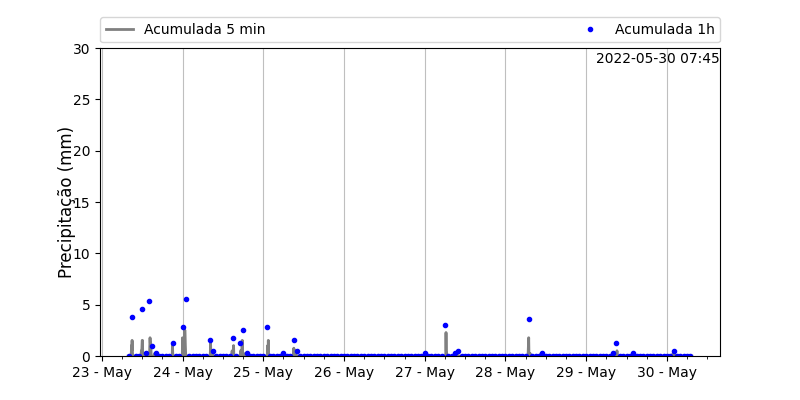 Acumulada 5 min Acumulada 1h
2022-05-30 07:45
Precipitação (mm)
30
25
20
15
10
5
0
23 - May 24 - May 25 - May 26 - May 27 - May 28 - May 29 - May 30 - May